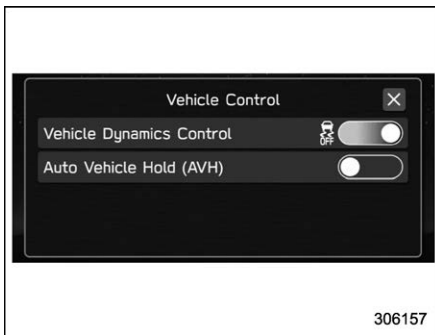 Vehicle Control
Vehicle Dynamics Control OFF
Auto Vehicle Hold (AVH)
306157